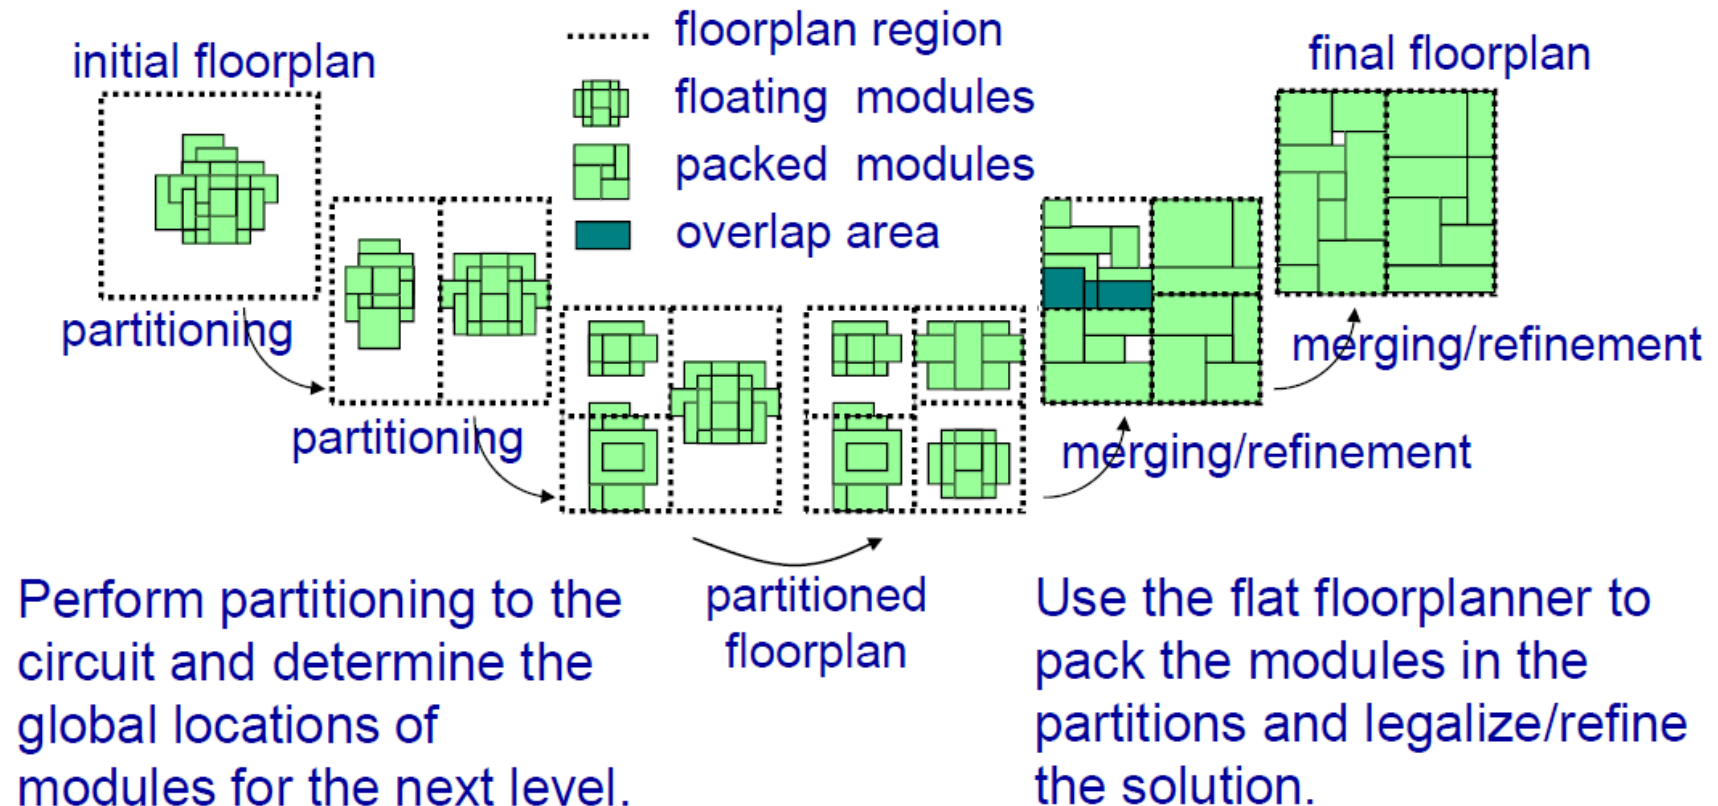 initial floorplan
floorplan region
floating modules
packed modules
overlap area
final floorplan
partitioning
partitioning
partitioned
floorplan
merging/refinement
merging/refinement
Perform partitioning to the
circuit and determine the
global locations of
modules for the next level.
Use the flat floorplanner to
pack the modules in the
partitions and legalize/refine
the solution.